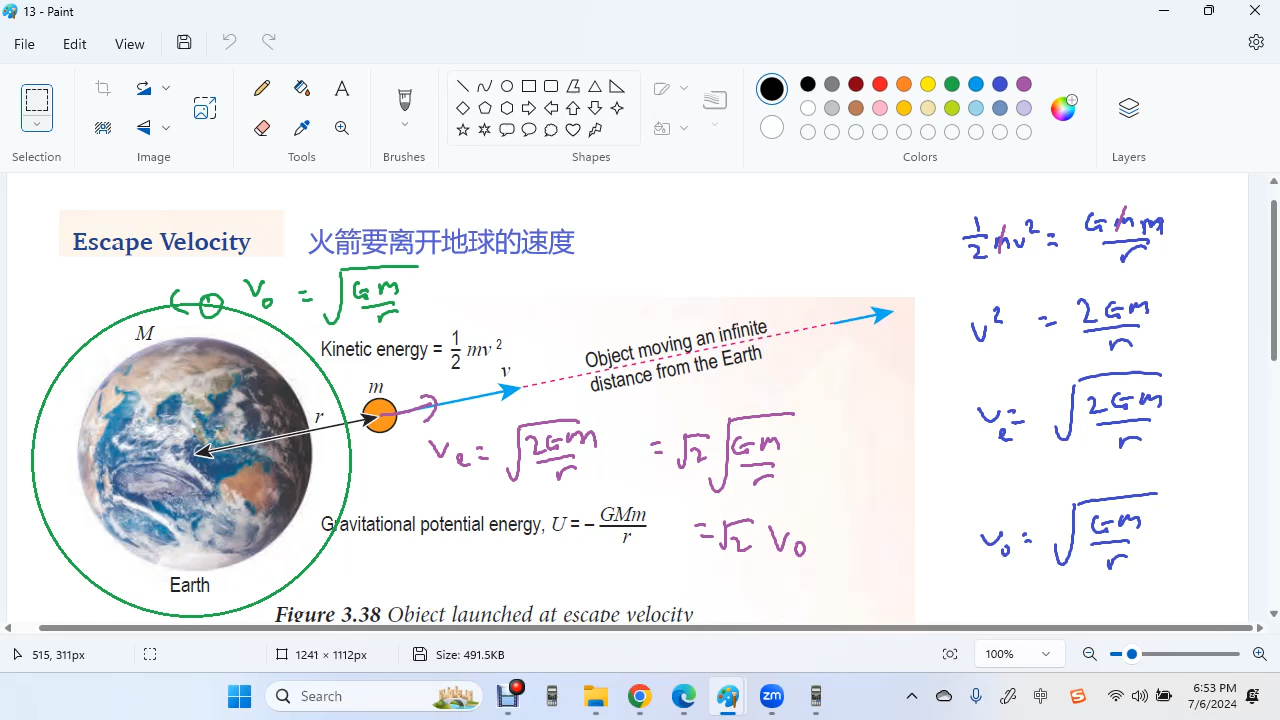 13 - Paint
File Edit View
Selection Image Tools Brushes Shapes Colors Layers
Escape Velocity 火箭要离开地球的速度
v₀ = √(Gm/r)
M
Kinetic energy = 1/2 mv²
m
v
r
Object moving an infinite
distance from the Earth
vₑ = √(2Gm/r) = √2 √(Gm/r)
= √2 v₀
Gravitational potential energy, U = − GMm/r
Earth
Figure 3.38 Object launched at escape velocity
1/2 mv² = Gmm/r
v² = 2Gm/r
vₑ = √(2Gm/r)
v₀ = √(Gm/r)
515, 311px 1241 × 1112px Size: 491.5KB 100%
Search zm 中 S 6:53 PM
7/6/2024